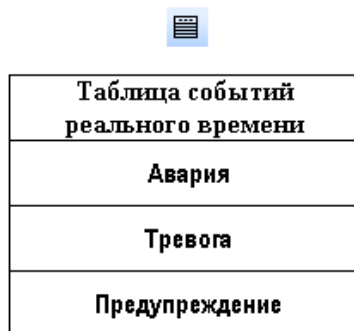 Таблица событий
реального времени
Авария
Тревога
Предупреждение